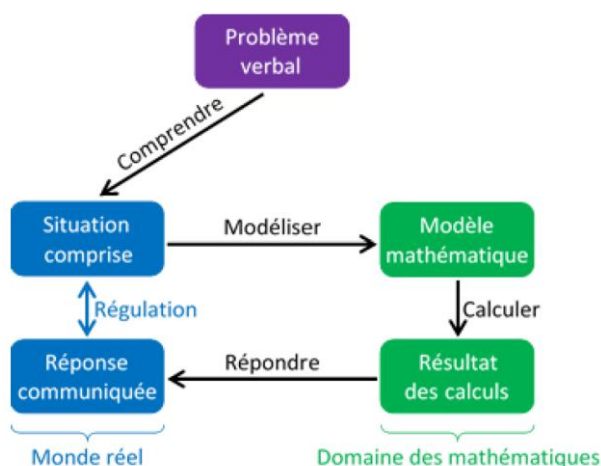 Problème
verbal
Comprendre
Situation
comprise
Modéliser
Modèle
mathématique
Régulation
Calculer
Réponse
communiquée
Répondre
Résultat
des calculs
Monde réel
Domaine des mathématiques